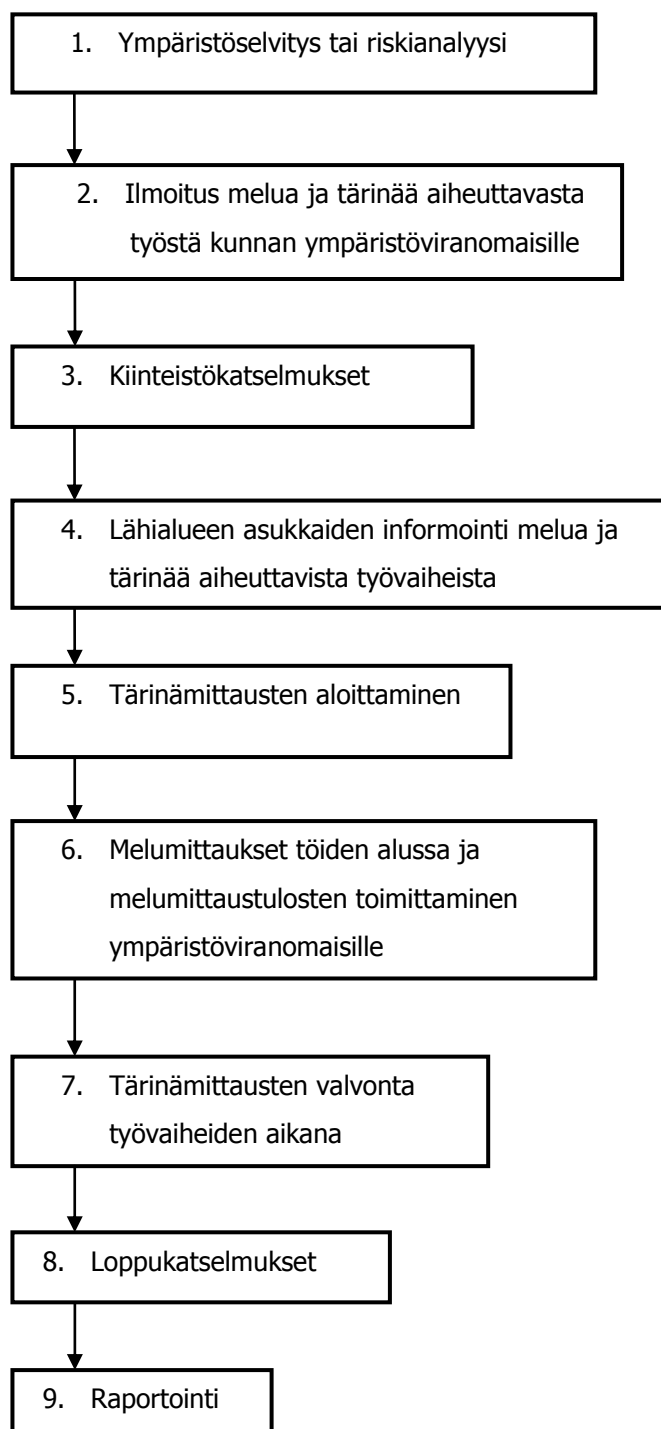 1. Ympäristöselvitys tai riskianalyysi
2. Ilmoitus melua ja tärinää aiheuttavasta
työstä kunnan ympäristöviranomaisille
3. Kiinteistökatselmukset
4. Lähialueen asukkaiden informointi melua ja
tärinää aiheuttavista työvaiheista
5. Tärinämittausten aloittaminen
6. Melumittaukset töiden alussa ja
melumittaustulosten toimittaminen
ympäristöviranomaisille
7. Tärinämittausten valvonta
työvaiheiden aikana
8. Loppukatselmukset
9. Raportointi